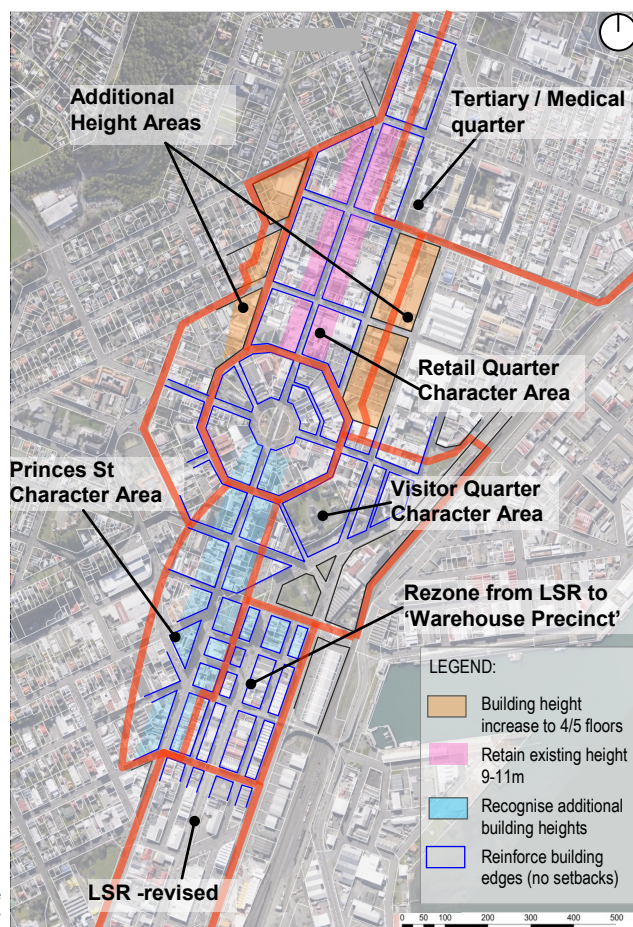 Additional
Height Areas
Tertiary / Medical
quarter
Retail Quarter
Character Area
Princes St
Character Area
Visitor Quarter
Character Area
Rezone from LSR to
‘Warehouse Precinct’
LSR -revised
LEGEND:
Building height
increase to 4/5 floors
Retain existing height
9-11m
Recognise additional
building heights
Reinforce building
edges (no setbacks)
0 50 100 200 300 400 500